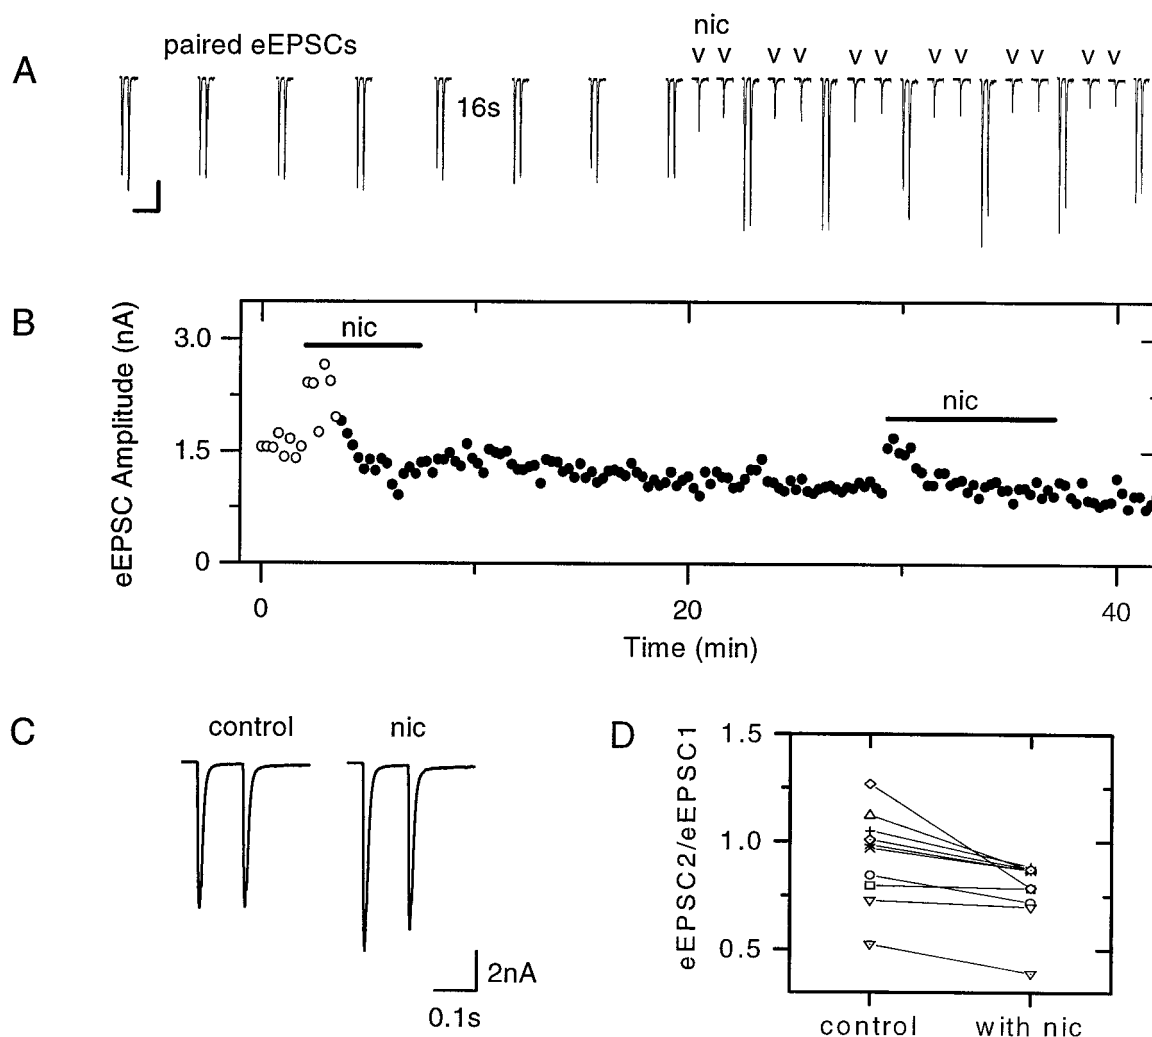 A
paired eEPSCs
16s
nic
v v v v v v v v v v v v
B
eEPSC Amplitude (nA)
3.0
1.5
0
nic
nic
0
20
40
Time (min)
C
control
nic
2nA
0.1s
D
eEPSC2/eEPSC1
1.5
1.0
0.5
control
with nic